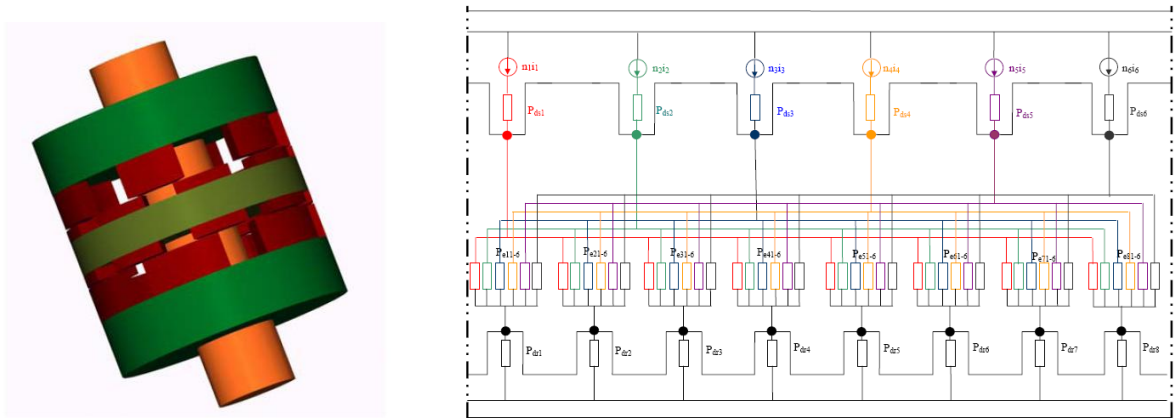 n1i1 n2i2 n3i3 n4i4 n5i5 n6i6
Pds1 Pds2 Pds3 Pds4 Pds5 Pds6
Pe11-6 Pe21-6 Pe31-6 Pe41-6 Pe51-6 Pe61-6 Pe71-6 Pe81-6
Pdr1 Pdr2 Pdr3 Pdr4 Pdr5 Pdr6 Pdr7 Pdr8